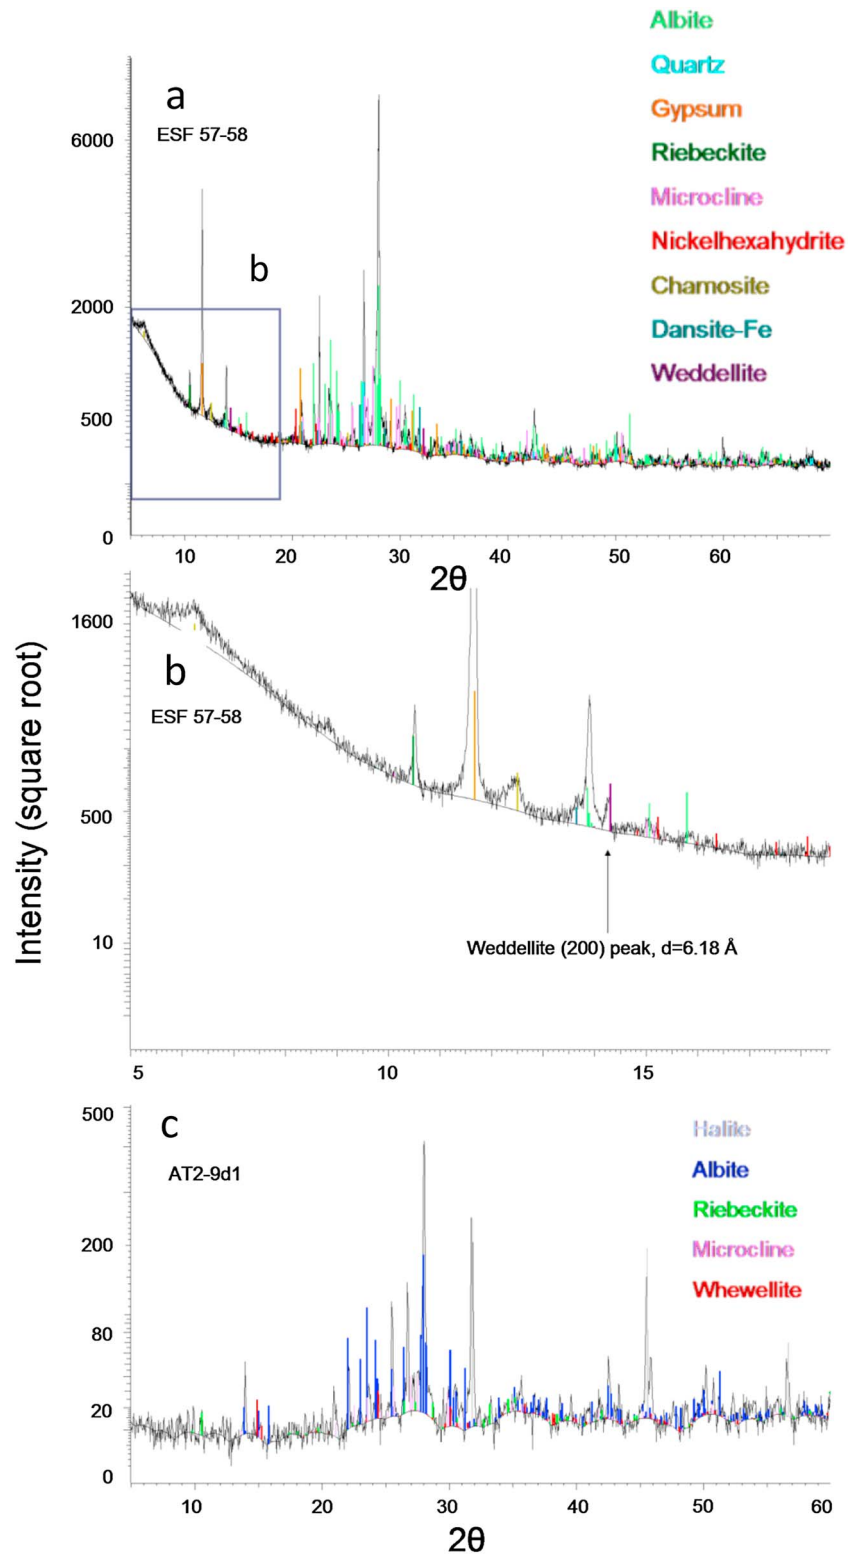 Albite
Quartz
Gypsum
Riebeckite
Microcline
Nickelhexahydrite
Chamosite
Dansite-Fe
Weddellite
a
ESF 57-58
b
6000
2000
500
0
10 20 30 40 50 60
2θ
Intensity (square root)
1600
500
10
b
ESF 57-58
Weddellite (200) peak, d=6.18 Å
5 10 15
500
200
80
20
0
c
AT2-9d1
Halite
Albite
Riebeckite
Microcline
Whewellite
10 20 30 40 50 60
2θ